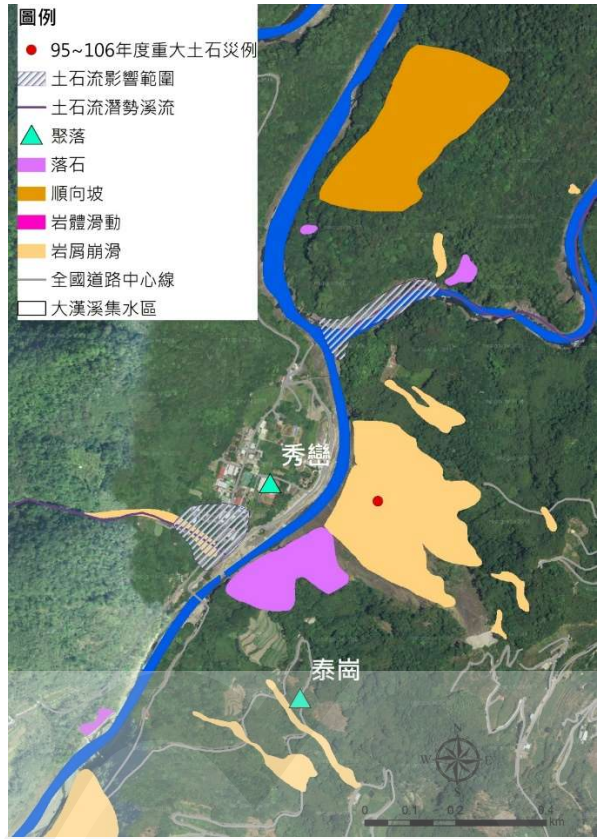 圖例
95~106年度重大土石災例
土石流影響範圍
土石流潛勢溪流
聚落
落石
順向坡
岩體滑動
岩屑崩滑
全國道路中心線
大漢溪集水區
秀巒
泰崗
N
W E
S
0 0.1 0.2 0.4
km